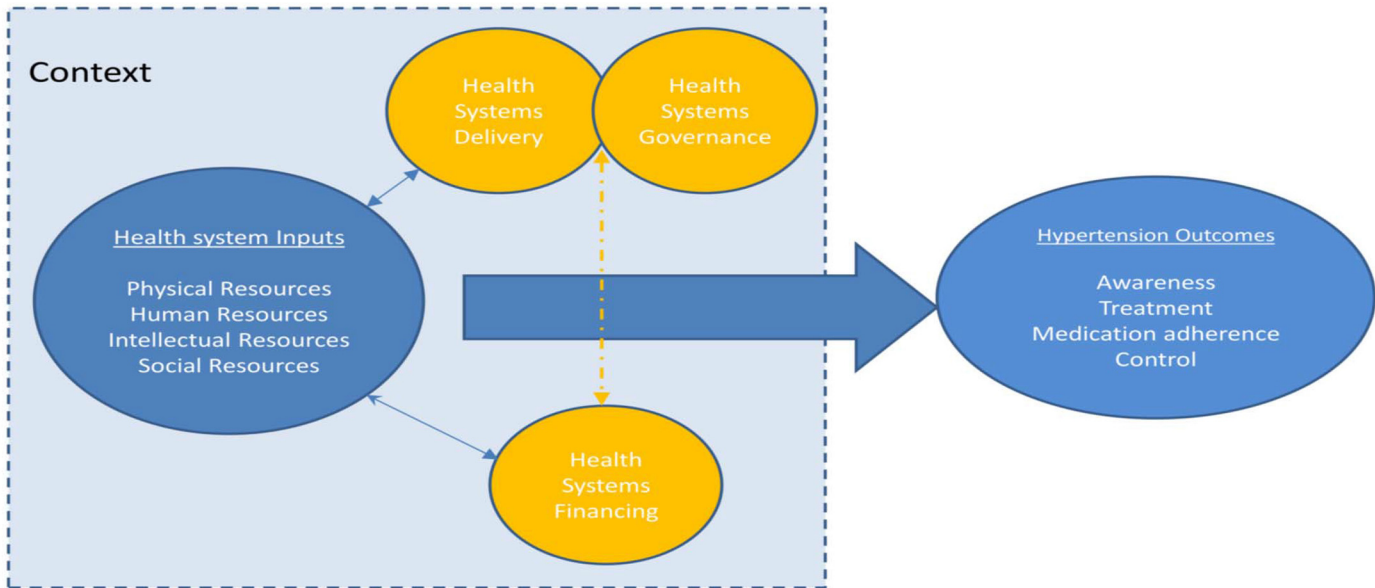 Context
Health
Systems
Delivery
Health
Systems
Governance
Health system Inputs
Physical Resources
Human Resources
Intellectual Resources
Social Resources
Hypertension Outcomes
Awareness
Treatment
Medication adherence
Control
Health
Systems
Financing